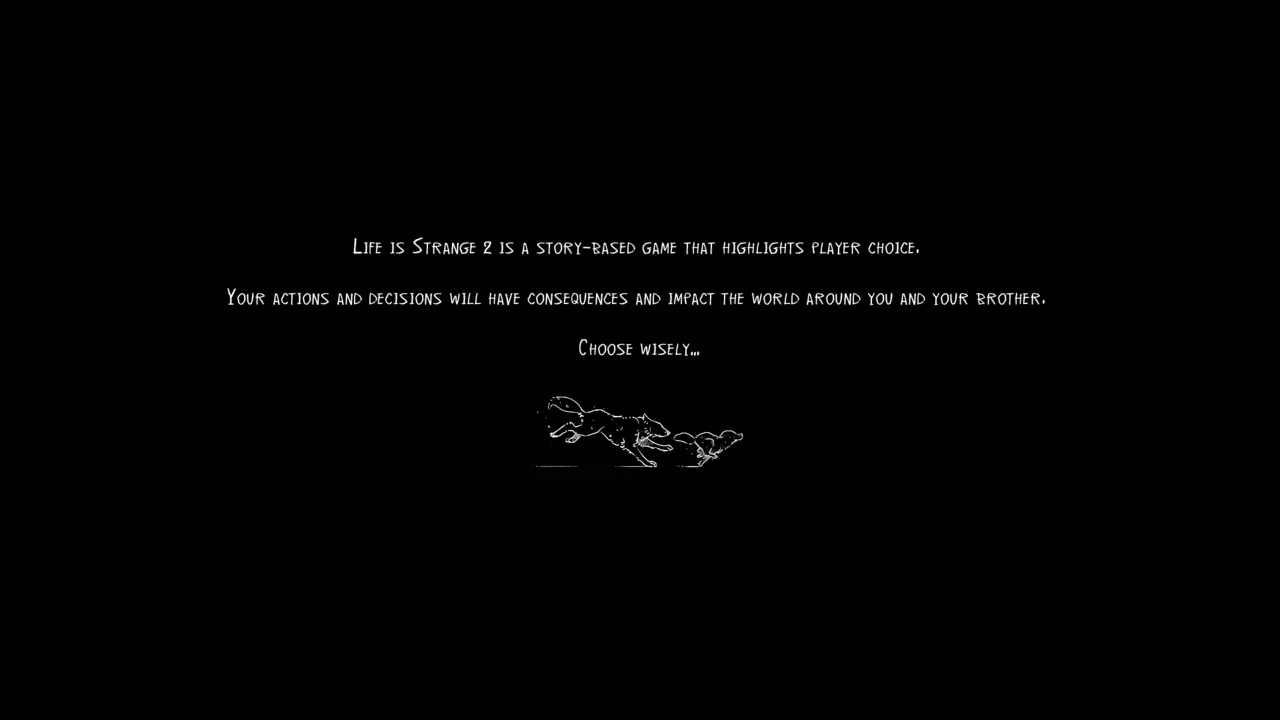 Life is Strange 2 is a story-based game that highlights player choice.
Your actions and decisions will have consequences and impact the world around you and your brother.
Choose wisely...